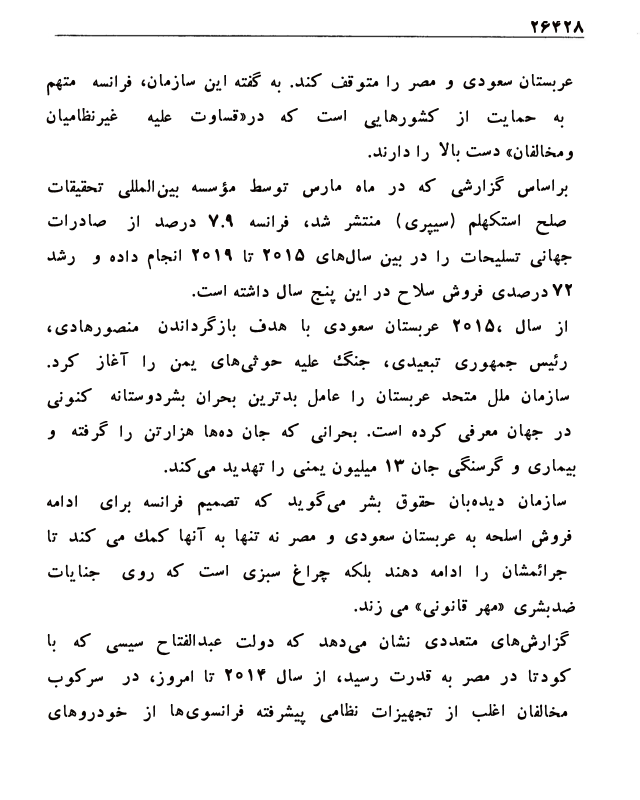 ۲۶۴۲۸
عربستان سعودی و مصر را متوقف کند. به گفته این سازمان، فرانسه متهم
به حمایت از کشورهایی است که در«قساوت علیه غیرنظامیان
ومخالفان» دست بالا را دارند.
براساس گزارشی که در ماه مارس توسط مؤسسه بین‌المللی تحقیقات
صلح استکهلم (سیپری) منتشر شد، فرانسه ۷.۹ درصد از صادرات
جهانی تسلیحات را در بین سال‌های ۲۰۱۵ تا ۲۰۱۹ انجام داده و رشد
۷۲ درصدی فروش سلاح در این پنج سال داشته است.
از سال ،۲۰۱۵ عربستان سعودی با هدف بازگرداندن منصورهادی،
رئیس جمهوری تبعیدی، جنگ علیه حوثی‌های یمن را آغاز کرد.
سازمان ملل متحد عربستان را عامل بدترین بحران بشردوستانه کنونی
در جهان معرفی کرده است. بحرانی که جان ده‌ها هزارتن را گرفته و
بیماری و گرسنگی جان ۱۳ میلیون یمنی را تهدید می‌کند.
سازمان دیده‌بان حقوق بشر می‌گوید که تصمیم فرانسه برای ادامه
فروش اسلحه به عربستان سعودی و مصر نه تنها به آنها کمك می کند تا
جرائمشان را ادامه دهند بلکه چراغ سبزی است که روی جنایات
ضدبشری «مهر قانونی» می زند.
گزارش‌های متعددی نشان می‌دهد که دولت عبدالفتاح سیسی که با
کودتا در مصر به قدرت رسید، از سال ۲۰۱۴ تا امروز، در سرکوب
مخالفان اغلب از تجهیزات نظامی پیشرفته فرانسوی‌ها از خودروهای